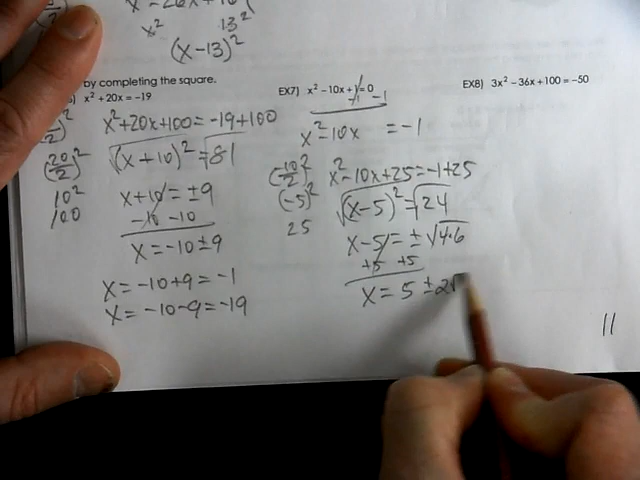 (x-13)²
13²
x²
by completing the square.
x² + 20x = -19
x²+20x+100 = -19+100
(20/2)²
√(x+10)² = √81
10²
x+10 = ±9
100
-10 -10
x = -10 ± 9
x = -10+9 = -1
x = -10-9 = -19
EX7) x² -10x+1=0
-1 -1
x²-10x = -1
(-10/2)²
x²-10x+25 = -1+25
(-5)²
√(x-5)² = √24
25
x-5 = ± √4·6
+5 +5
x = 5 ±2√
EX8) 3x² -36x +100 = -50
11